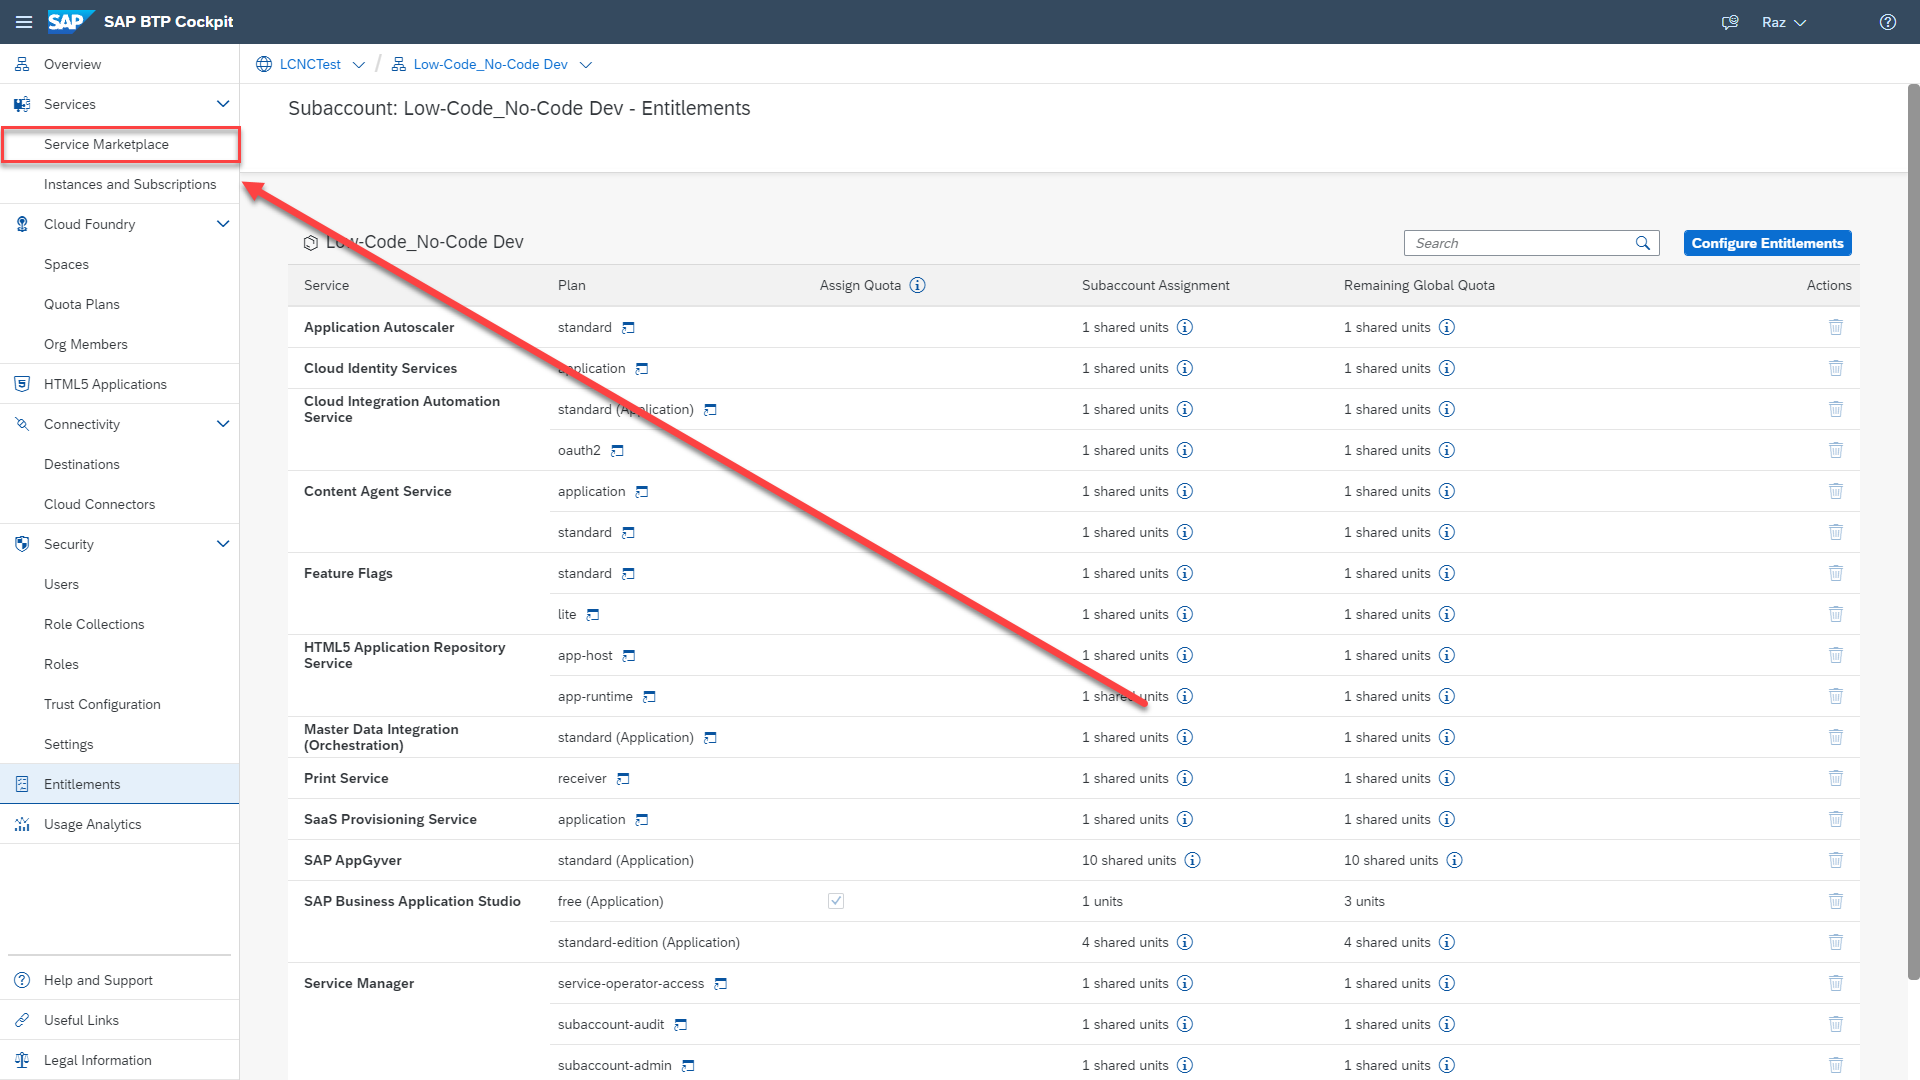 SAP SAP BTP Cockpit
Raz
Overview
Services
Service Marketplace
Instances and Subscriptions
Cloud Foundry
Spaces
Quota Plans
Org Members
HTML5 Applications
Connectivity
Destinations
Cloud Connectors
Security
Users
Role Collections
Roles
Trust Configuration
Settings
Entitlements
Usage Analytics
Help and Support
Useful Links
Legal Information
LCNCTest / Low-Code_No-Code Dev
Subaccount: Low-Code_No-Code Dev - Entitlements
Low-Code_No-Code Dev
Search
Configure Entitlements
Service Plan Assign Quota Subaccount Assignment Remaining Global Quota Actions
Application Autoscaler standard 1 shared units 1 shared units
Cloud Identity Services application 1 shared units 1 shared units
Cloud Integration Automation
Service
standard (Application) 1 shared units 1 shared units
oauth2 1 shared units 1 shared units
Content Agent Service application 1 shared units 1 shared units
standard 1 shared units 1 shared units
Feature Flags standard 1 shared units 1 shared units
lite 1 shared units 1 shared units
HTML5 Application Repository
Service
app-host 1 shared units 1 shared units
app-runtime 1 shared units 1 shared units
Master Data Integration
(Orchestration)
standard (Application) 1 shared units 1 shared units
Print Service receiver 1 shared units 1 shared units
SaaS Provisioning Service application 1 shared units 1 shared units
SAP AppGyver standard (Application) 10 shared units 10 shared units
SAP Business Application Studio free (Application) 1 units 3 units
standard-edition (Application) 4 shared units 4 shared units
Service Manager service-operator-access 1 shared units 1 shared units
subaccount-audit 1 shared units 1 shared units
subaccount-admin 1 shared units 1 shared units